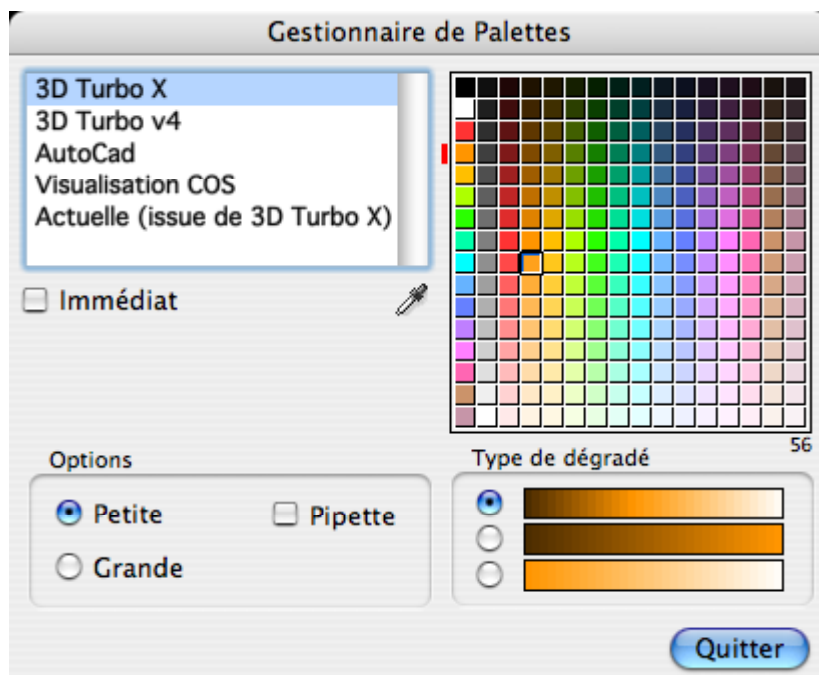 Gestionnaire de Palettes
3D Turbo X
3D Turbo v4
AutoCad
Visualisation COS
Actuelle (issue de 3D Turbo X)
Immédiat
56
Options
Petite
Pipette
Grande
Type de dégradé
Quitter